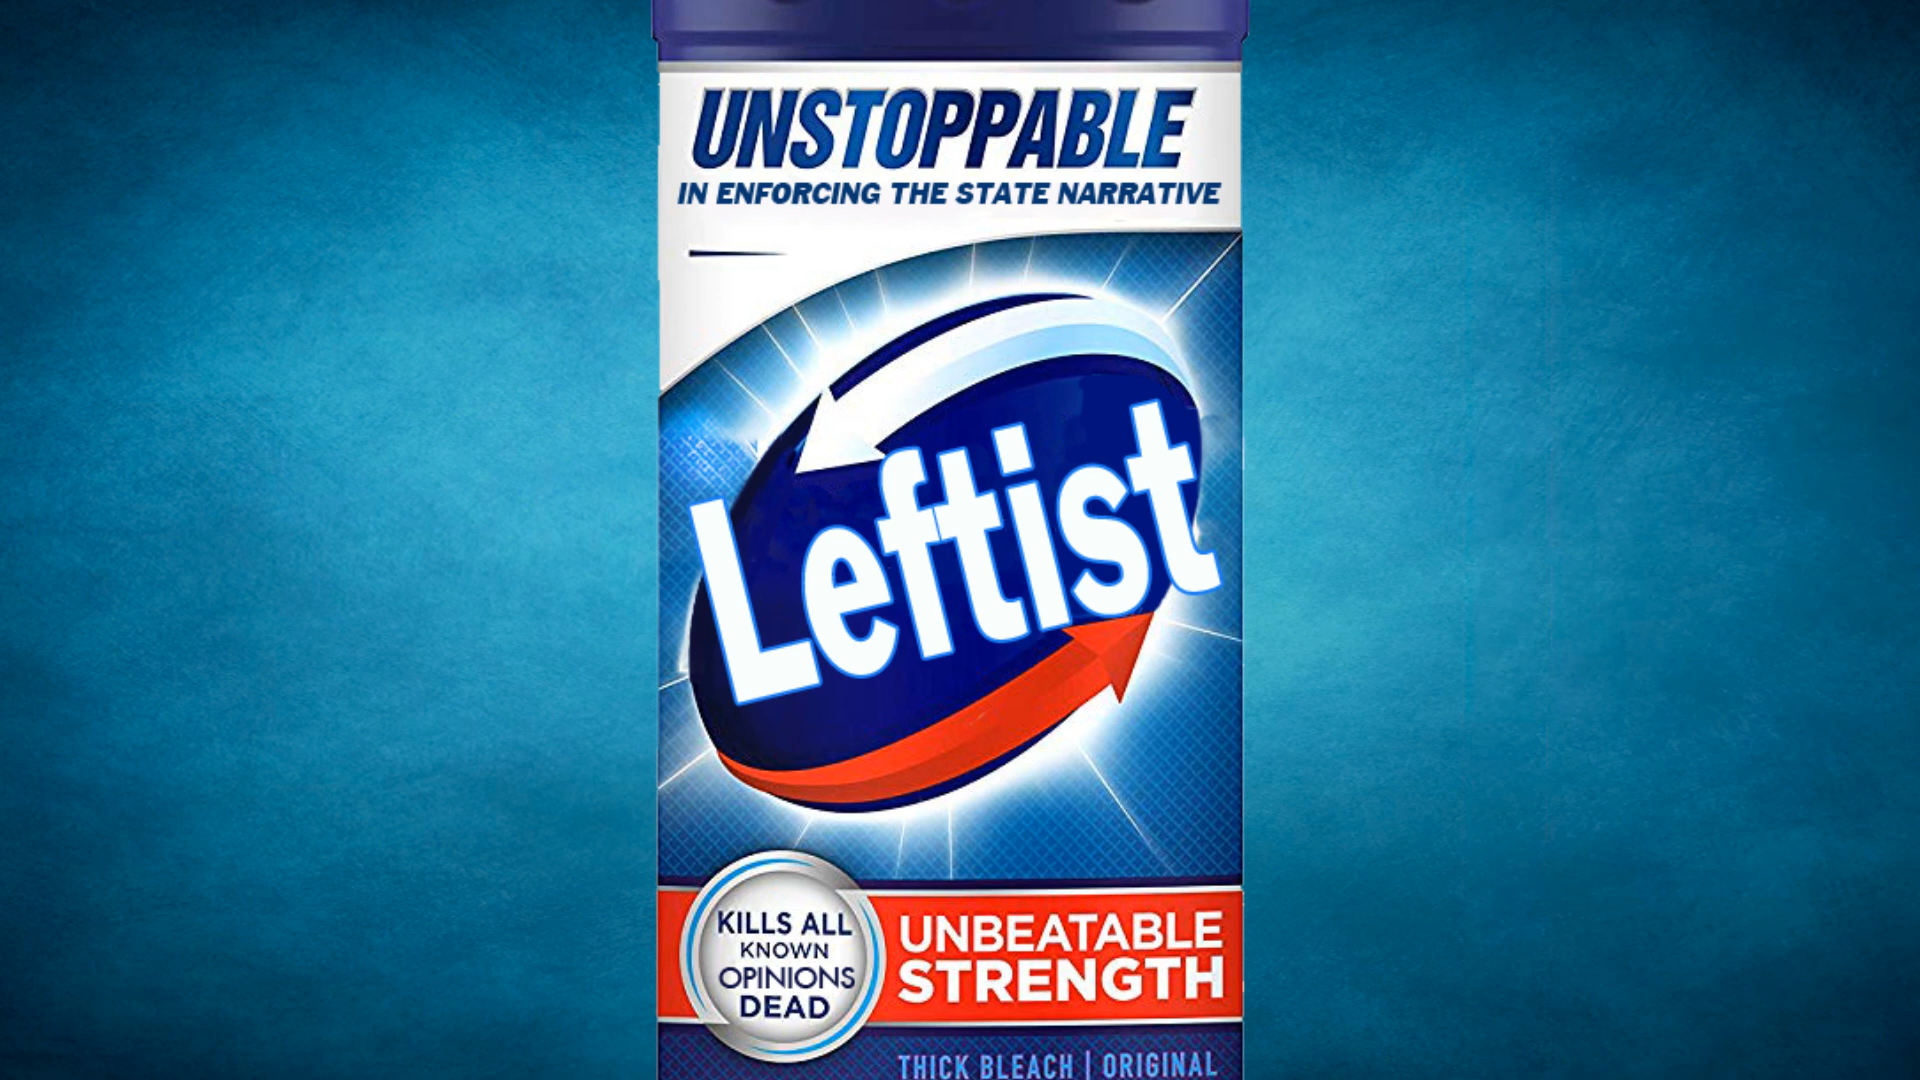 UNSTOPPABLE
IN ENFORCING THE STATE NARRATIVE
Leftist
KILLS ALL
KNOWN
OPINIONS
DEAD
UNBEATABLE
STRENGTH
THICK BLEACH | ORIGINAL